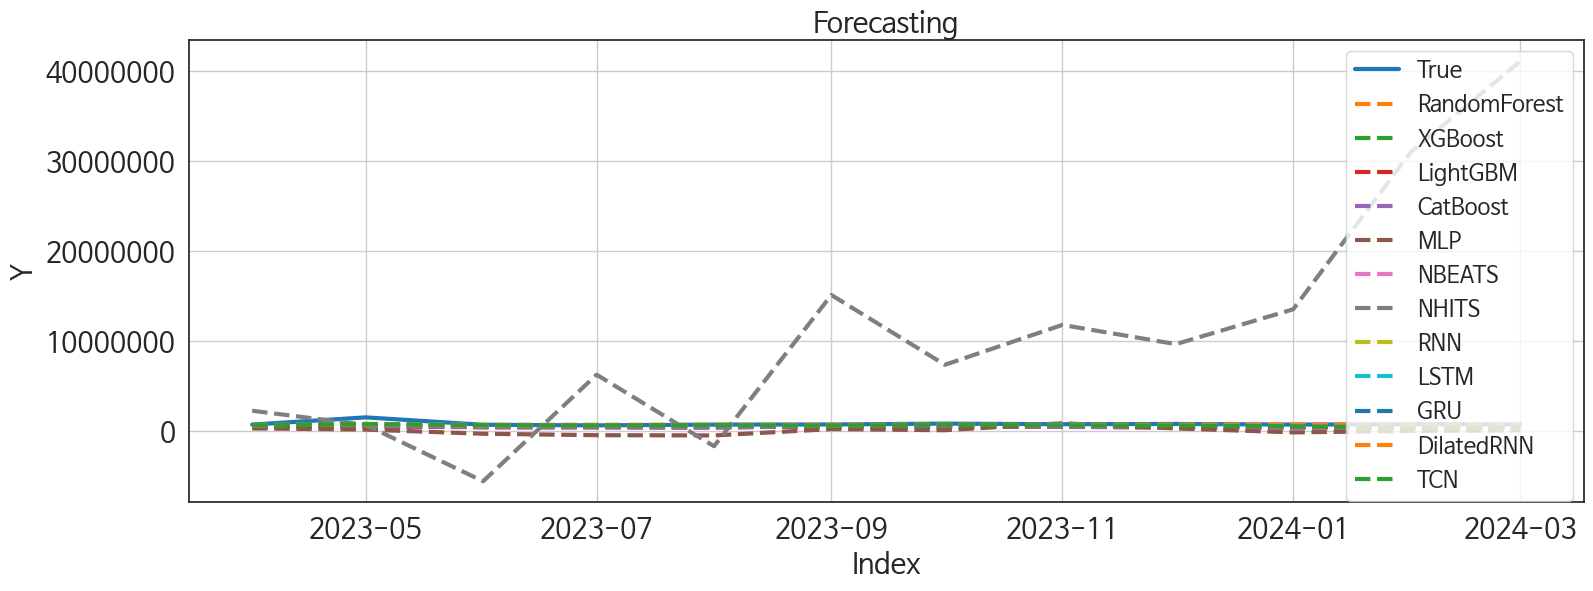 Forecasting
Y
40000000
30000000
20000000
10000000
0
True
RandomForest
XGBoost
LightGBM
CatBoost
MLP
NBEATS
NHITS
RNN
LSTM
GRU
DilatedRNN
TCN
2023-05 2023-07 2023-09 2023-11 2024-01 2024-03
Index